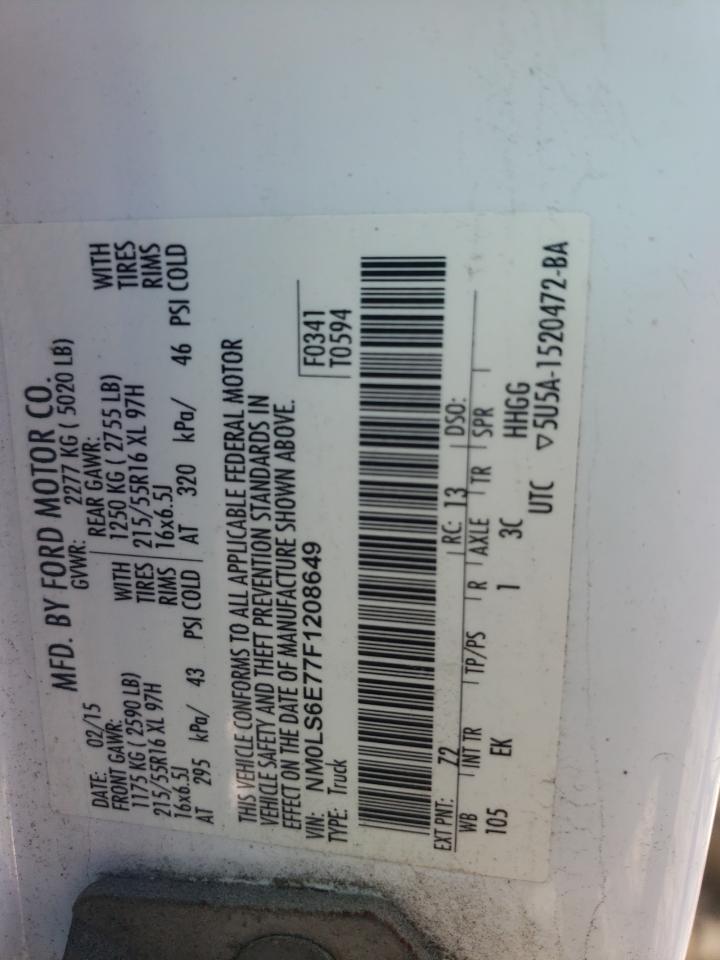 MFD. BY FORD MOTOR CO.
DATE: 02/15 GVWR: 2277 KG ( 5020 LB)
FRONT GAWR: REAR GAWR:
1175 KG ( 2590 LB) WITH 1250 KG ( 2755 LB) WITH
215/55R16 XL 97H TIRES 215/55R16 XL 97H TIRES
16x6.5J RIMS 16x6.5J RIMS
AT 295 kPa/ 43 PSI COLD AT 320 kPa/ 46 PSI COLD
THIS VEHICLE CONFORMS TO ALL APPLICABLE FEDERAL MOTOR
VEHICLE SAFETY AND THEFT PREVENTION STANDARDS IN
EFFECT ON THE DATE OF MANUFACTURE SHOWN ABOVE.
VIN: NM0LS6E77F1208649 F0341
TYPE: Truck T0594
EXT PNT: Z2 RC: 13 DSO:
WB INT TR TP/PS R AXLE TR SPR
105 EK 1 3C HHGG
UTC ▽5U5A-1520472-BA